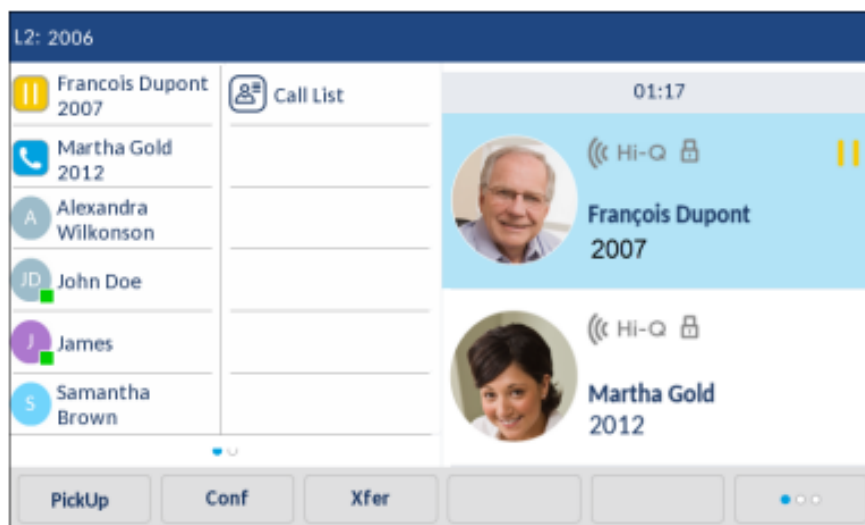 L2: 2006
Francois Dupont
2007
Call List
Martha Gold
2012
A
Alexandra
Wilkonson
JD
John Doe
J
James
S
Samantha
Brown
01:17
Hi-Q
François Dupont
2007
Hi-Q
Martha Gold
2012
PickUp
Conf
Xfer